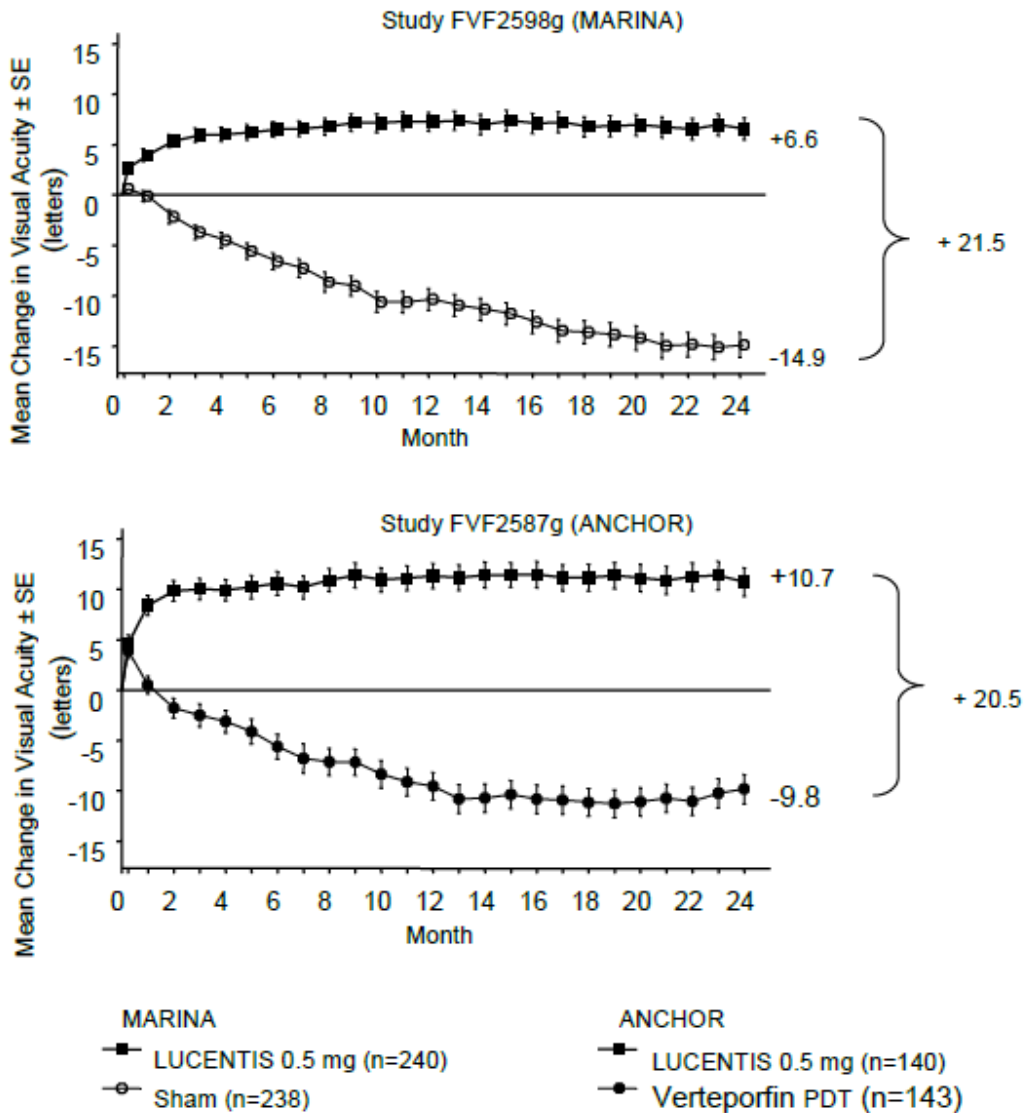 Study FVF2598g (MARINA)
Mean Change in Visual Acuity ± SE
(letters)
15
10
5
0
-5
-10
-15
+6.6
+ 21.5
-14.9
0 2 4 6 8 10 12 14 16 18 20 22 24
Month
Study FVF2587g (ANCHOR)
Mean Change in Visual Acuity ± SE
(letters)
15
10
5
0
-5
-10
-15
+10.7
+ 20.5
-9.8
0 2 4 6 8 10 12 14 16 18 20 22 24
Month
MARINA
LUCENTIS 0.5 mg (n=240)
Sham (n=238)
ANCHOR
LUCENTIS 0.5 mg (n=140)
Verteporfin PDT (n=143)